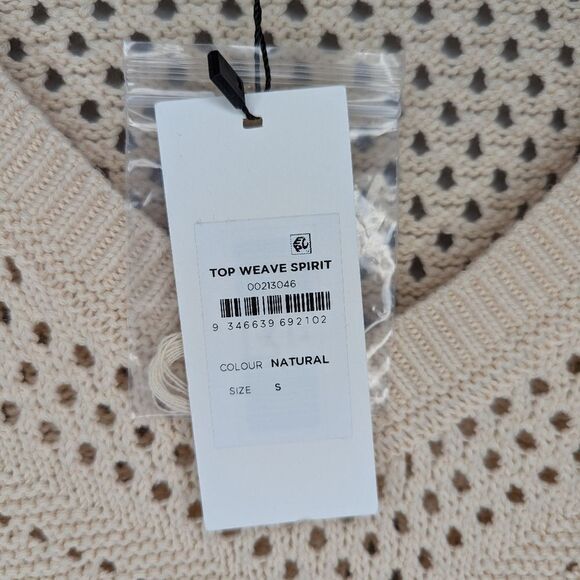 TOP WEAVE SPIRIT
00213046
9 346639 692102
COLOUR NATURAL
SIZE S